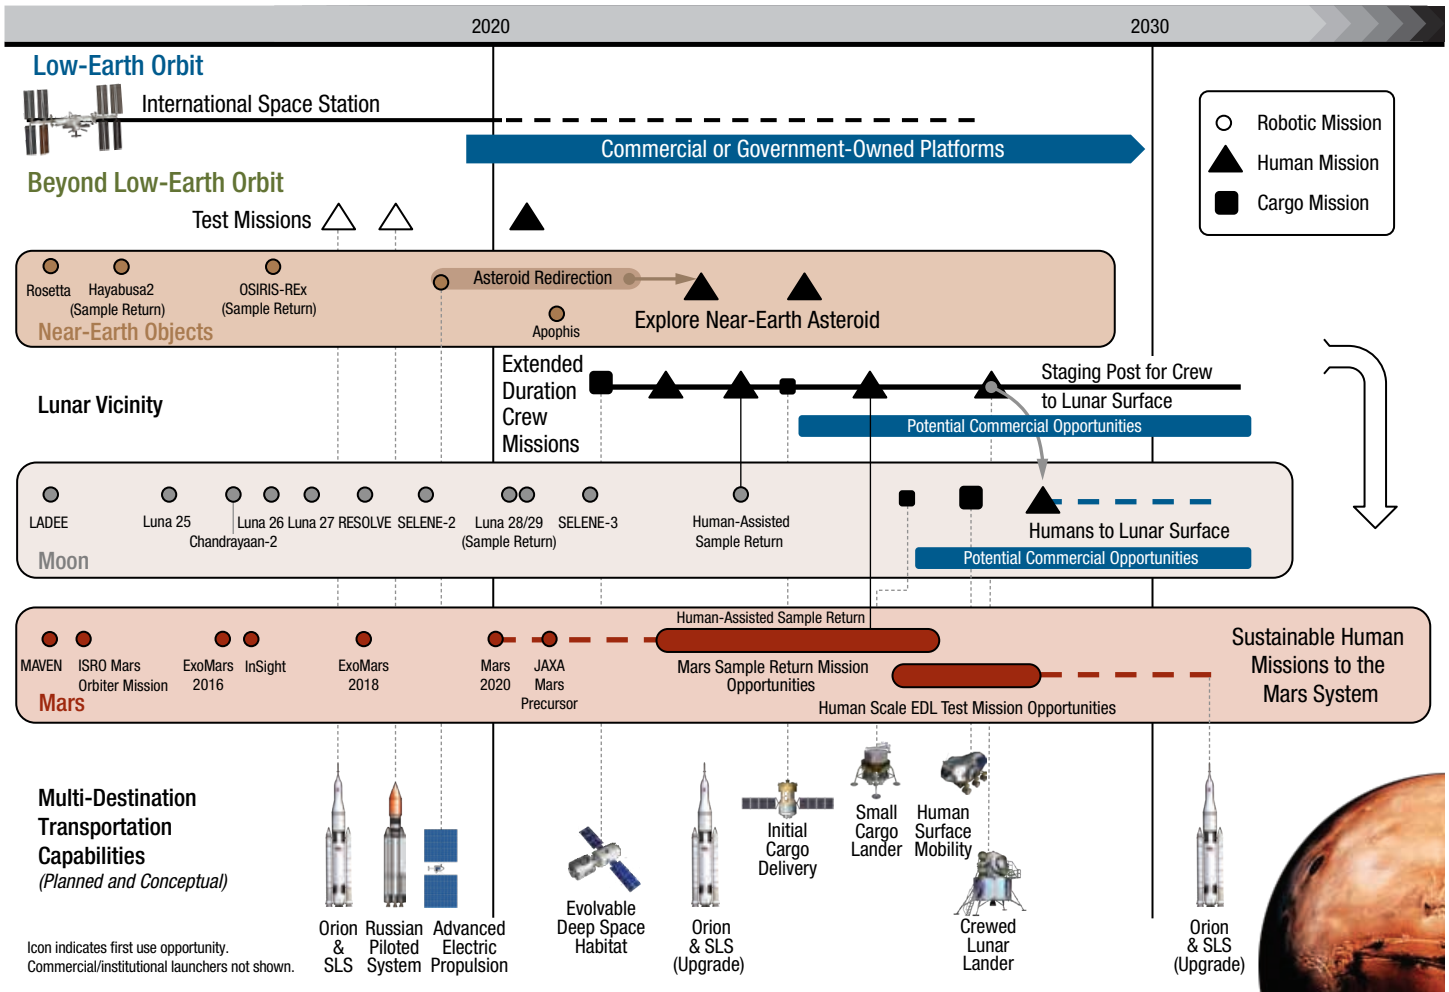 2020
2030
Low-Earth Orbit
International Space Station
Commercial or Government-Owned Platforms
Robotic Mission
Human Mission
Cargo Mission
Beyond Low-Earth Orbit
Test Missions
Rosetta
Hayabusa2
(Sample Return)
OSIRIS-REx
(Sample Return)
Asteroid Redirection
Apophis
Explore Near-Earth Asteroid
Near-Earth Objects
Lunar Vicinity
Extended
Duration
Crew
Missions
Staging Post for Crew
to Lunar Surface
Potential Commercial Opportunities
LADEE
Luna 25
Chandrayaan-2
Luna 26
Luna 27
RESOLVE
SELENE-2
Luna 28/29
(Sample Return)
SELENE-3
Human-Assisted
Sample Return
Humans to Lunar Surface
Potential Commercial Opportunities
Moon
MAVEN
ISRO Mars
Orbiter Mission
ExoMars
2016
InSight
ExoMars
2018
Mars
2020
JAXA
Mars
Precursor
Human-Assisted Sample Return
Mars Sample Return Mission
Opportunities
Human Scale EDL Test Mission Opportunities
Sustainable Human
Missions to the
Mars System
Mars
Multi-Destination
Transportation
Capabilities
(Planned and Conceptual)
Orion
&
SLS
Russian
Piloted
System
Advanced
Electric
Propulsion
Evolvable
Deep Space
Habitat
Orion
& SLS
(Upgrade)
Initial
Cargo
Delivery
Small
Cargo
Lander
Human
Surface
Mobility
Crewed
Lunar
Lander
Orion
& SLS
(Upgrade)
Icon indicates first use opportunity.
Commercial/institutional launchers not shown.